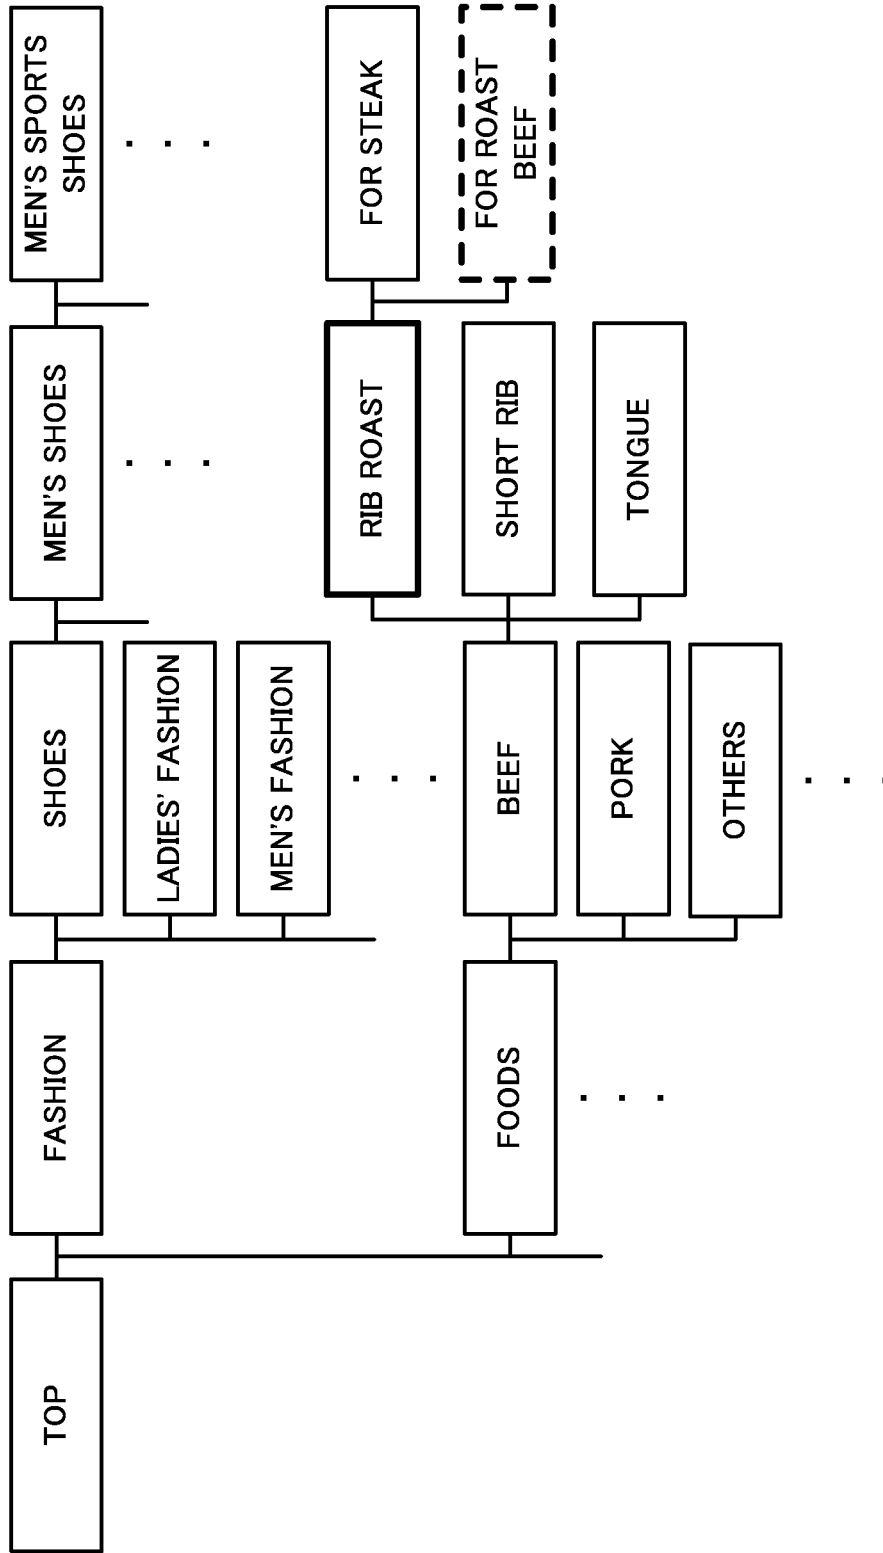 TOP
FASHION
SHOES
MEN'S SHOES
MEN'S SPORTS
SHOES
. . .
. . .
LADIES' FASHION
MEN'S FASHION
. . .
FOODS
. . .
BEEF
RIB ROAST
FOR STEAK
FOR ROAST
BEEF
SHORT RIB
TONGUE
PORK
OTHERS
. . .